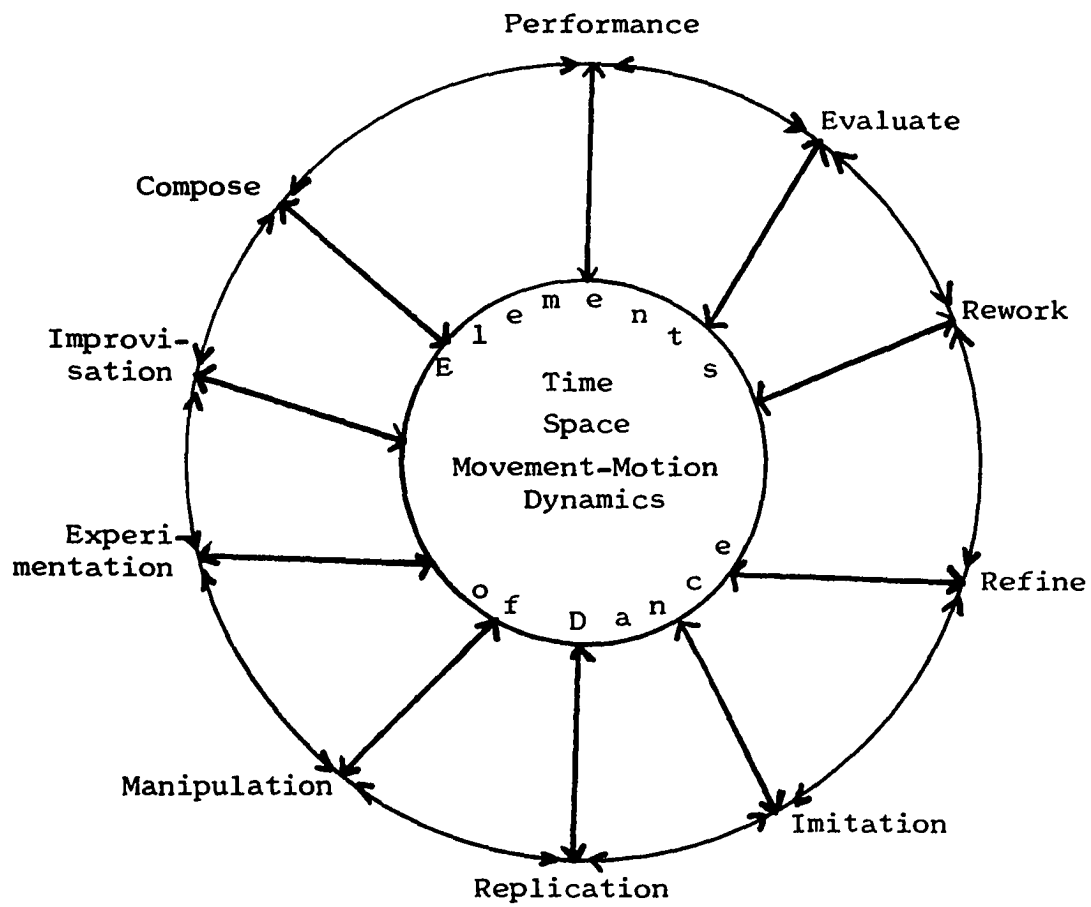 Performance
Evaluate
Compose
Rework
Improvi-
sation
Elements
Time
Space
Movement-Motion
Dynamics
of Dance
Experi-
mentation
Refine
Manipulation
Imitation
Replication